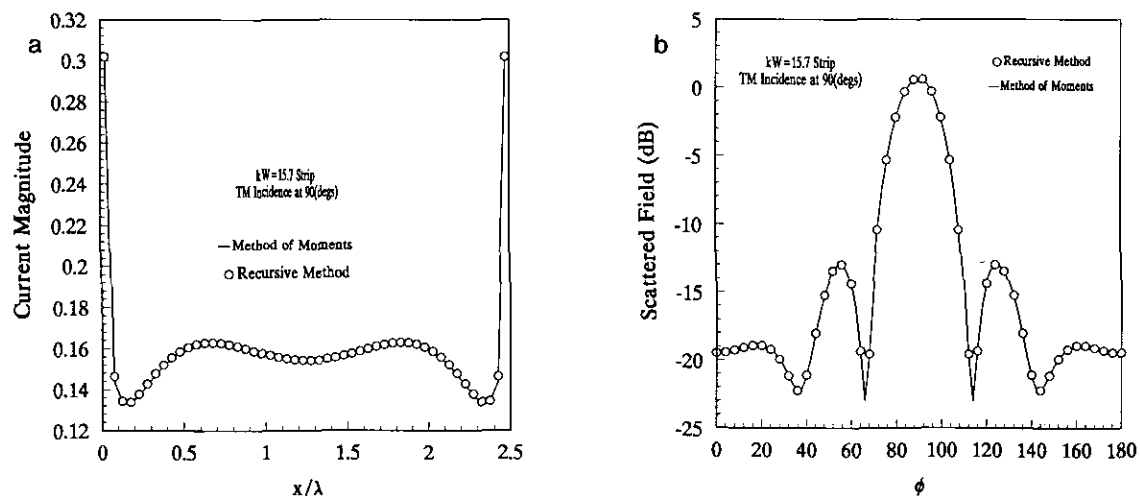 a
0.32
0.3
0.28
0.26
0.24
0.22
0.2
0.18
0.16
0.14
0.12
Current Magnitude
kW=15.7 Strip
TM Incidence at 90(degs)
Method of Moments
Recursive Method
0 0.5 1 1.5 2 2.5
x/λ
b
5
0
-5
-10
-15
-20
-25
Scattered Field (dB)
kW=15.7 Strip
TM Incidence at 90(degs)
Recursive Method
Method of Moments
0 20 40 60 80 100 120 140 160 180
ϕ